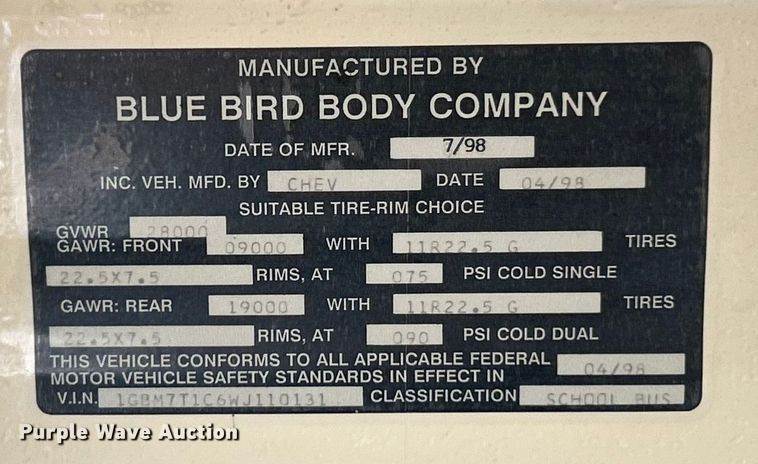 MANUFACTURED BY
BLUE BIRD BODY COMPANY
DATE OF MFR. 7/98
INC. VEH. MFD. BY CHEV DATE 04/98
SUITABLE TIRE-RIM CHOICE
GVWR 28000
GAWR: FRONT 09000 WITH 11R22.5 G TIRES
22.5X7.5 RIMS, AT 075 PSI COLD SINGLE
GAWR: REAR 19000 WITH 11R22.5 G TIRES
22.5X7.5 RIMS, AT 090 PSI COLD DUAL
THIS VEHICLE CONFORMS TO ALL APPLICABLE FEDERAL
MOTOR VEHICLE SAFETY STANDARDS IN EFFECT IN 04/98
V.I.N. 1GBM7T1C6WJ110131 CLASSIFICATION SCHOOL BUS
Purple Wave Auction